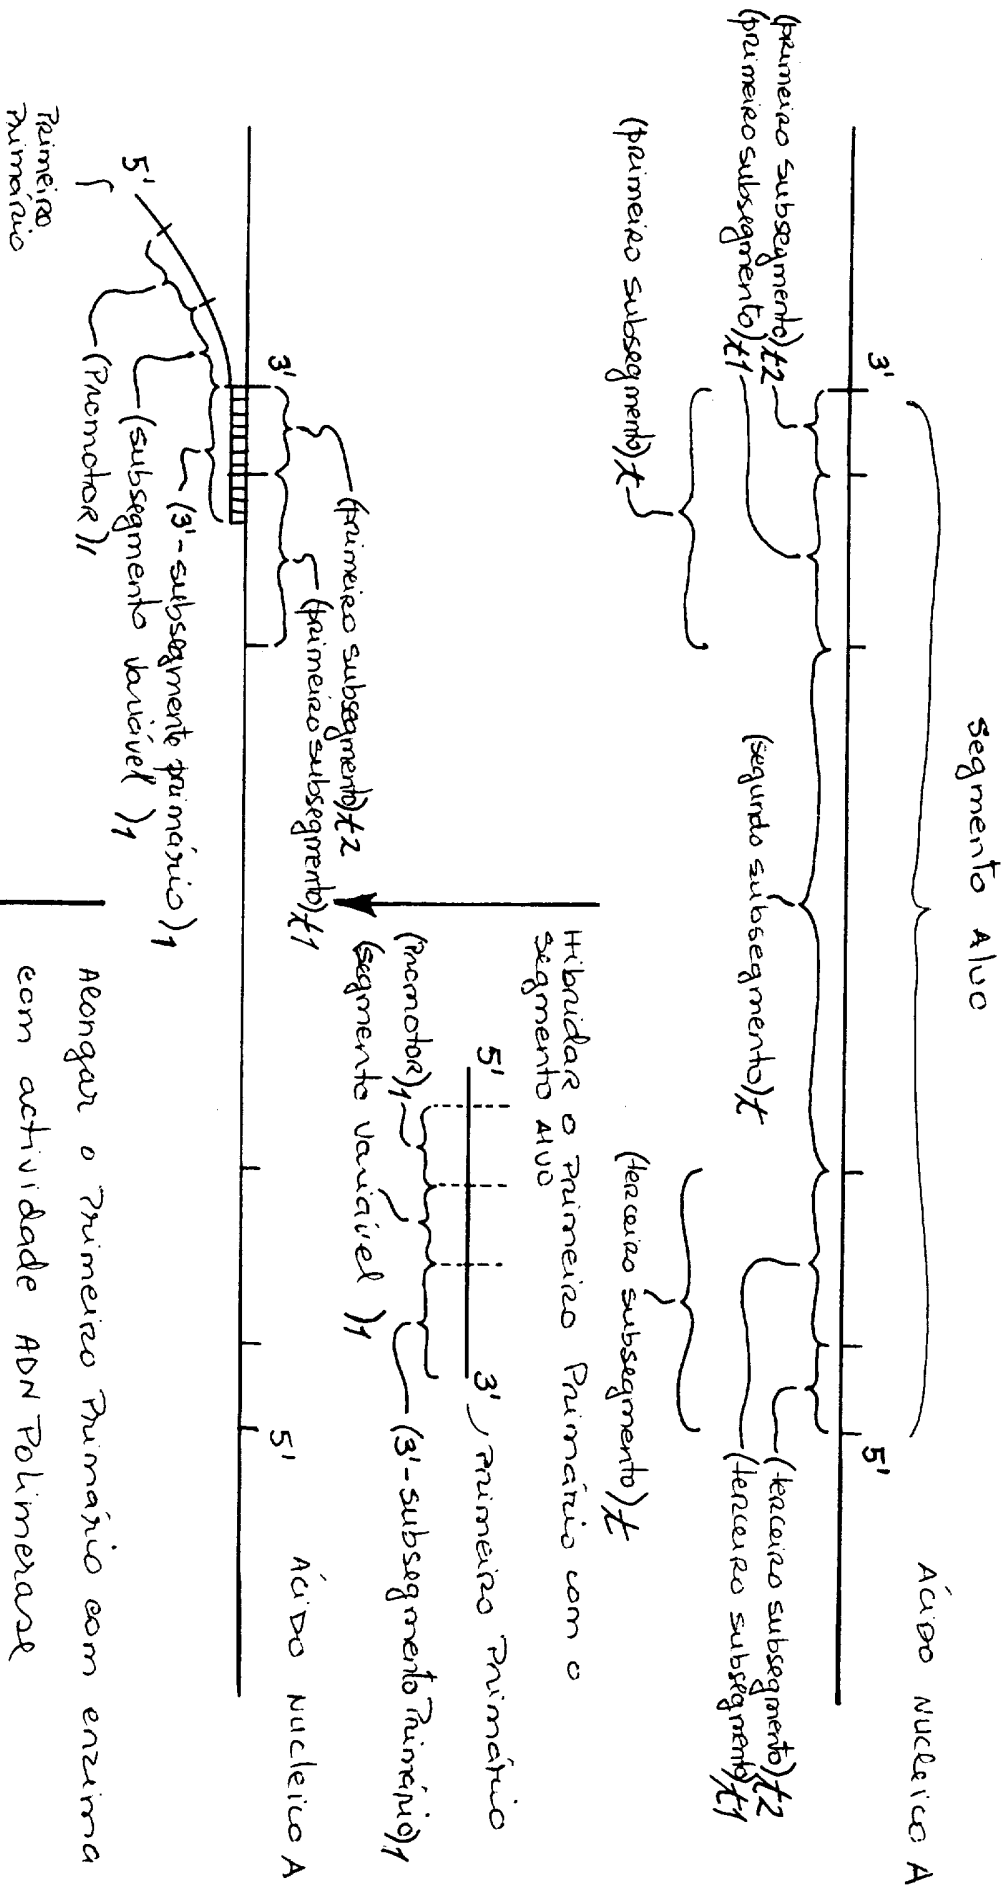 Segmento Alvo
Ácido Nucleico A
3'
5'
(primeiro subsegmento)t2
(primeiro subsegmento)t1
(primeiro subsegmento)t
(segundo subsegmento)t
(terceiro subsegmento)t2
(terceiro subsegmento)t1
(terceiro subsegmento)t
Hibridar o Primeiro Primário com o
Segmento Alvo
5'
3'
Primeiro Primário
(Promotor)1
(segmento variável)1
(3'-subsegmento Primário)1
(primeiro subsegmento)t2
(primeiro subsegmento)t1
3'
5'
Ácido Nucleico A
5'
Primeiro
Primário
(3'-subsegmente primário)1
(subsegmento variável)1
(Promotor)1
Alongar o Primeiro Primário com enzima
com actividade ADN Polimerase